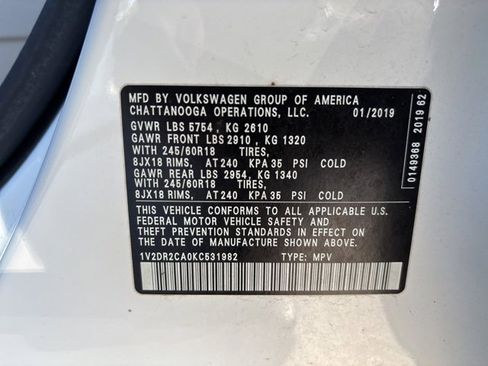 MFD BY VOLKSWAGEN GROUP OF AMERICA
CHATTANOOGA OPERATIONS, LLC. 01/2019
GVWR LBS 5754 , KG 2610
GAWR FRONT LBS 2910 , KG 1320
WITH 245/60R18 TIRES,
8JX18 RIMS, AT 240 KPA 35 PSI COLD
GAWR REAR LBS 2954, KG 1340
WITH 245/60R18 TIRES,
8JX18 RIMS, AT 240 KPA 35 PSI COLD
THIS VEHICLE CONFORMS TO ALL APPLICABLE U.S.
FEDERAL MOTOR VEHICLE SAFETY AND
THEFT PREVENTION STANDARDS IN EFFECT ON
THE DATE OF MANUFACTURE SHOWN ABOVE.
1V2DR2CA0KC531982 TYPE: MPV
0149368 2019 62